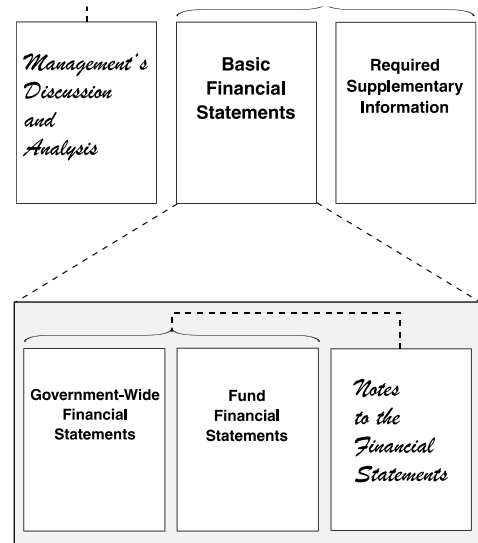 Management's
Discussion
and
Analysis
Basic
Financial
Statements
Required
Supplementary
Information
Government-Wide
Financial
Statements
Fund
Financial
Statements
Notes
to the
Financial
Statements